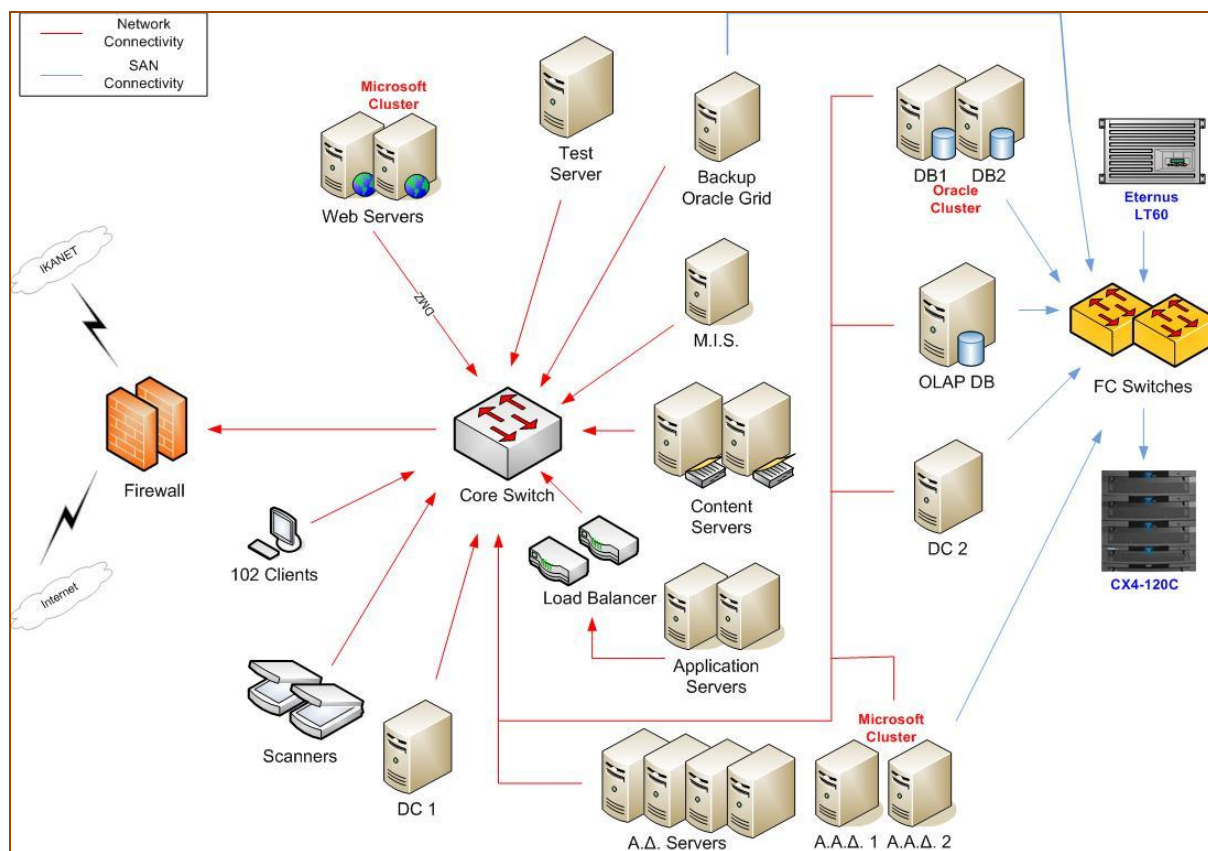 Network
Connectivity
SAN
Connectivity
Microsoft
Cluster
Web Servers
Test
Server
Backup
Oracle Grid
DB1
DB2
Oracle
Cluster
Eternus
LT60
IKANET
DMZ
M.I.S.
OLAP DB
FC Switches
Firewall
Core Switch
Content
Servers
DC 2
CX4-120C
102 Clients
Internet
Load Balancer
Application
Servers
Scanners
DC 1
Microsoft
Cluster
Α.Δ. Servers
Α.Α.Δ. 1
Α.Α.Δ. 2